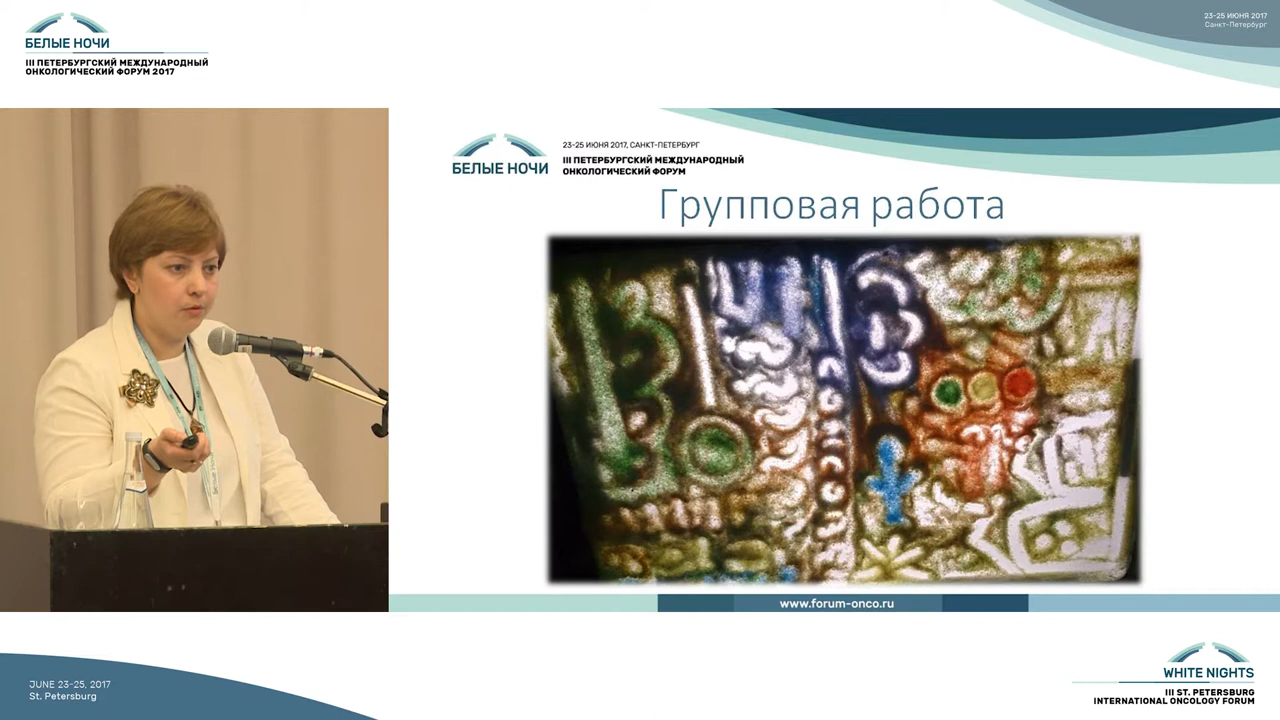 БЕЛЫЕ НОЧИ
III ПЕТЕРБУРГСКИЙ МЕЖДУНАРОДНЫЙ
ОНКОЛОГИЧЕСКИЙ ФОРУМ 2017
23-25 ИЮНЯ 2017
Санкт-Петербург
БЕЛЫЕ НОЧИ
23-25 ИЮНЯ 2017, САНКТ-ПЕТЕРБУРГ
III ПЕТЕРБУРГСКИЙ МЕЖДУНАРОДНЫЙ
ОНКОЛОГИЧЕСКИЙ ФОРУМ
Групповая работа
www.forum-onco.ru
JUNE 23-25, 2017
St. Petersburg
WHITE NIGHTS
III ST. PETERSBURG
INTERNATIONAL ONCOLOGY FORUM